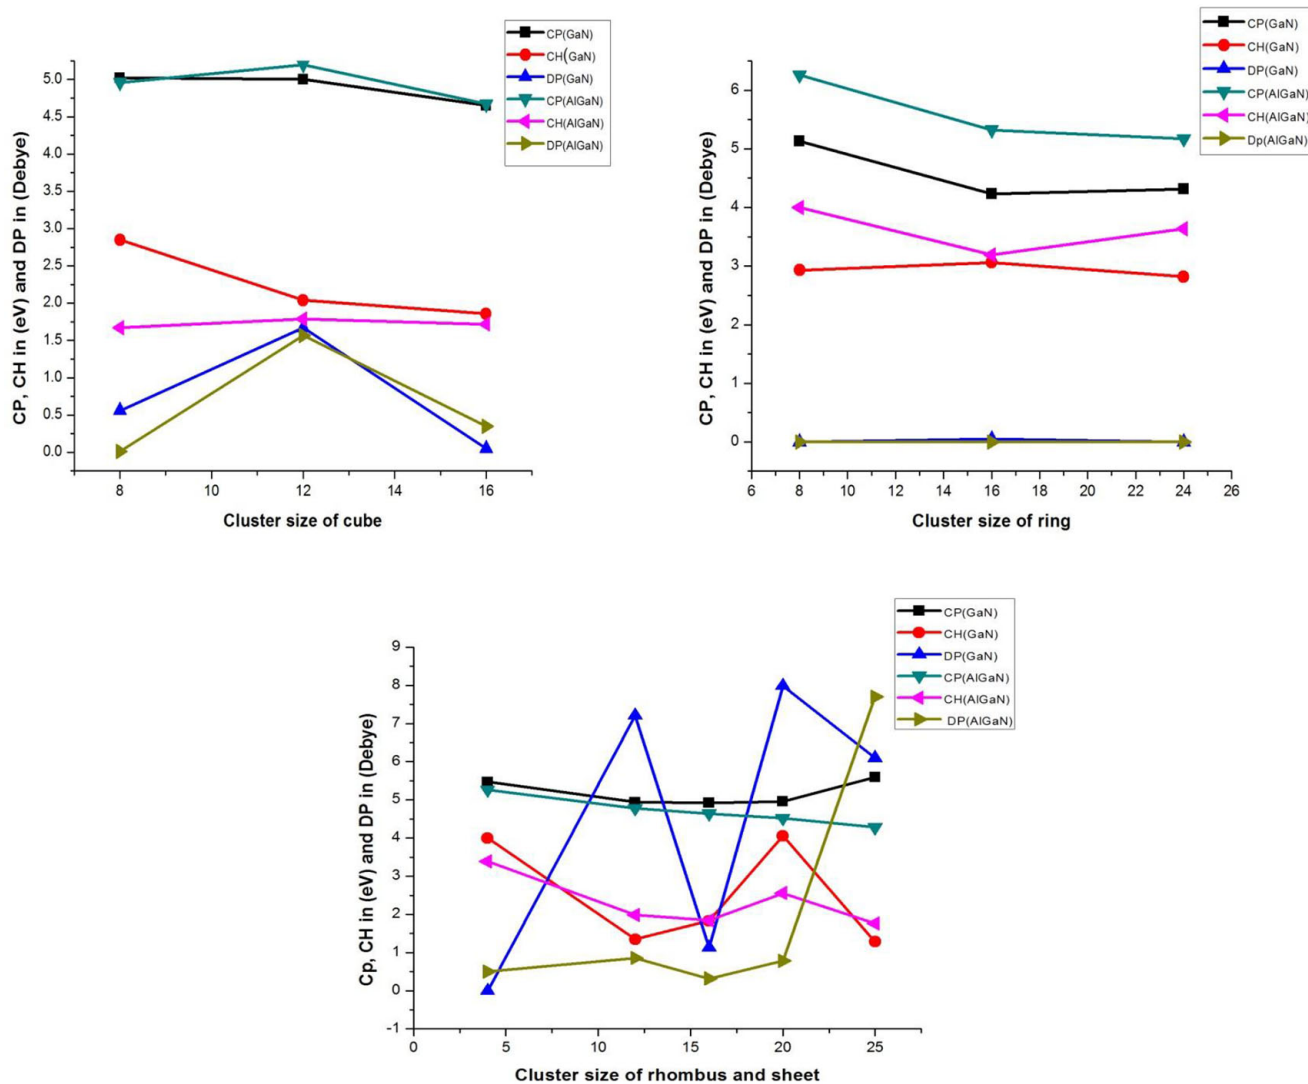 CP(GaN)
CH(GaN)
DP(GaN)
CP(AlGaN)
CH(AlGaN)
DP(AlGaN)
CP, CH in (eV) and DP in (Debye)
5.0
4.5
4.0
3.5
3.0
2.5
2.0
1.5
1.0
0.5
0.0
8 10 12 14 16
Cluster size of cube
CP(GaN)
CH(GaN)
DP(GaN)
CP(AlGaN)
CH(AlGaN)
Dp(AlGaN)
CP, CH in (eV) and DP in (Debye)
6
5
4
3
2
1
0
6 8 10 12 14 16 18 20 22 24 26
Cluster size of ring
CP(GaN)
CH(GaN)
DP(GaN)
CP(AlGaN)
CH(AlGaN)
DP(AlGaN)
Cp, CH in (eV) and DP in (Debye)
9
8
7
6
5
4
3
2
1
0
-1
0 5 10 15 20 25
Cluster size of rhombus and sheet